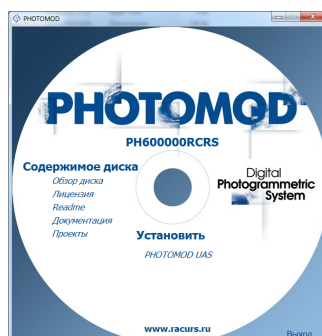 PHOTOMOD
PHOTOMOD
PH600000RCRS
Содержимое диска
Обзор диска
Лицензия
Readme
Документация
Проекты
Digital
Photogrammetric
System
Установить
PHOTOMOD UAS
www.racurs.ru
Выход